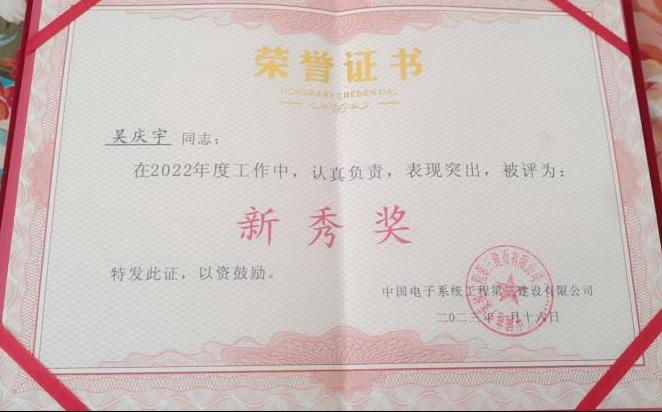 荣誉证书
HONORARY CREDENTIAL
吴庆宇 同志：
在2022年度工作中，认真负责，表现突出，被评为：
新秀奖
特发此证，以资鼓励。
中国电子系统工程第二建设有限公司
二〇二三年一月十六日